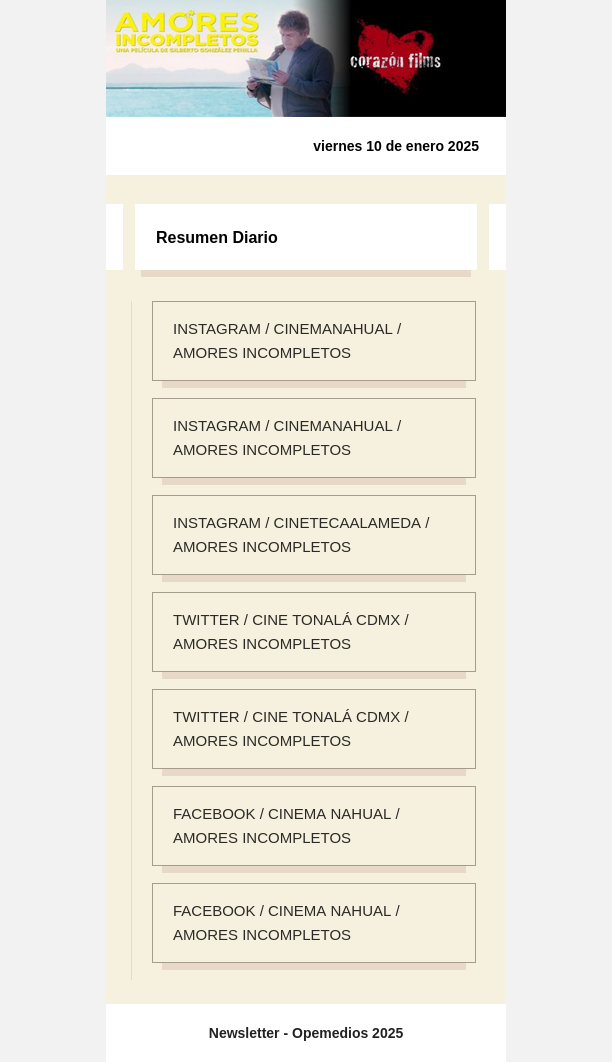 AMORES
INCOMPLETOS
UNA PELÍCULA DE GILBERTO GONZÁLEZ PENILLA
corazón films
viernes 10 de enero 2025
Resumen Diario
INSTAGRAM / CINEMANAHUAL /
AMORES INCOMPLETOS
INSTAGRAM / CINEMANAHUAL /
AMORES INCOMPLETOS
INSTAGRAM / CINETECAALAMEDA /
AMORES INCOMPLETOS
TWITTER / CINE TONALÁ CDMX /
AMORES INCOMPLETOS
TWITTER / CINE TONALÁ CDMX /
AMORES INCOMPLETOS
FACEBOOK / CINEMA NAHUAL /
AMORES INCOMPLETOS
FACEBOOK / CINEMA NAHUAL /
AMORES INCOMPLETOS
Newsletter - Opemedios 2025